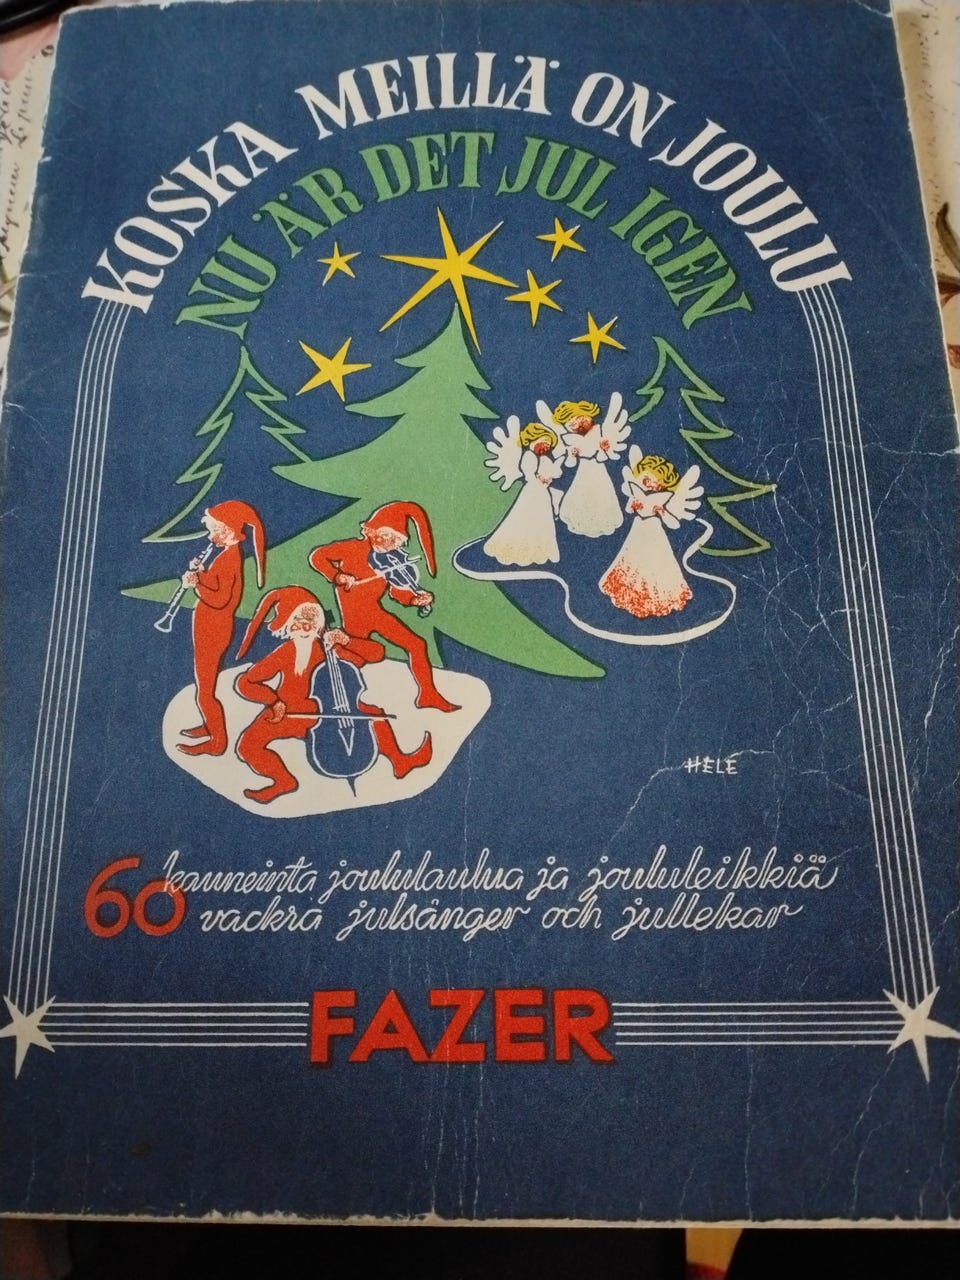 KOSKA MEILLÄ ON JOULU
NU ÄR DET JUL IGEN
HELE
60 kauneinta joululaulua ja joululeikkiä
vackra julsånger och jullekar
FAZER